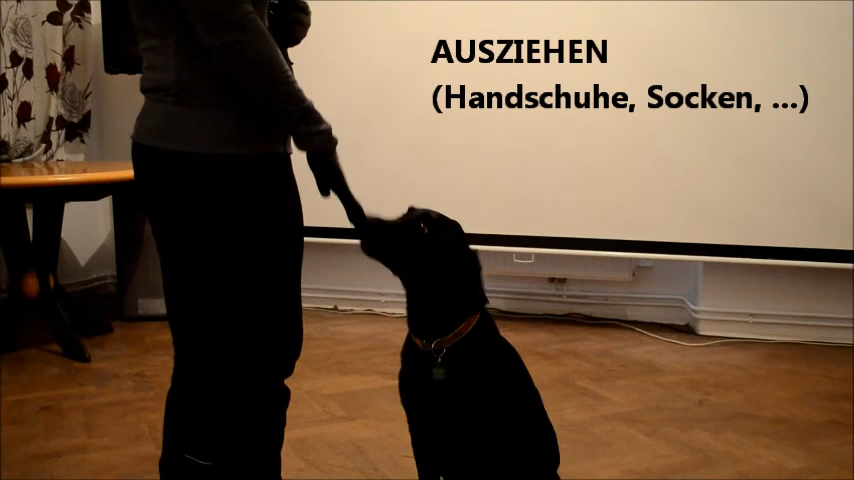 AUSZIEHEN
(Handschuhe, Socken, ...)